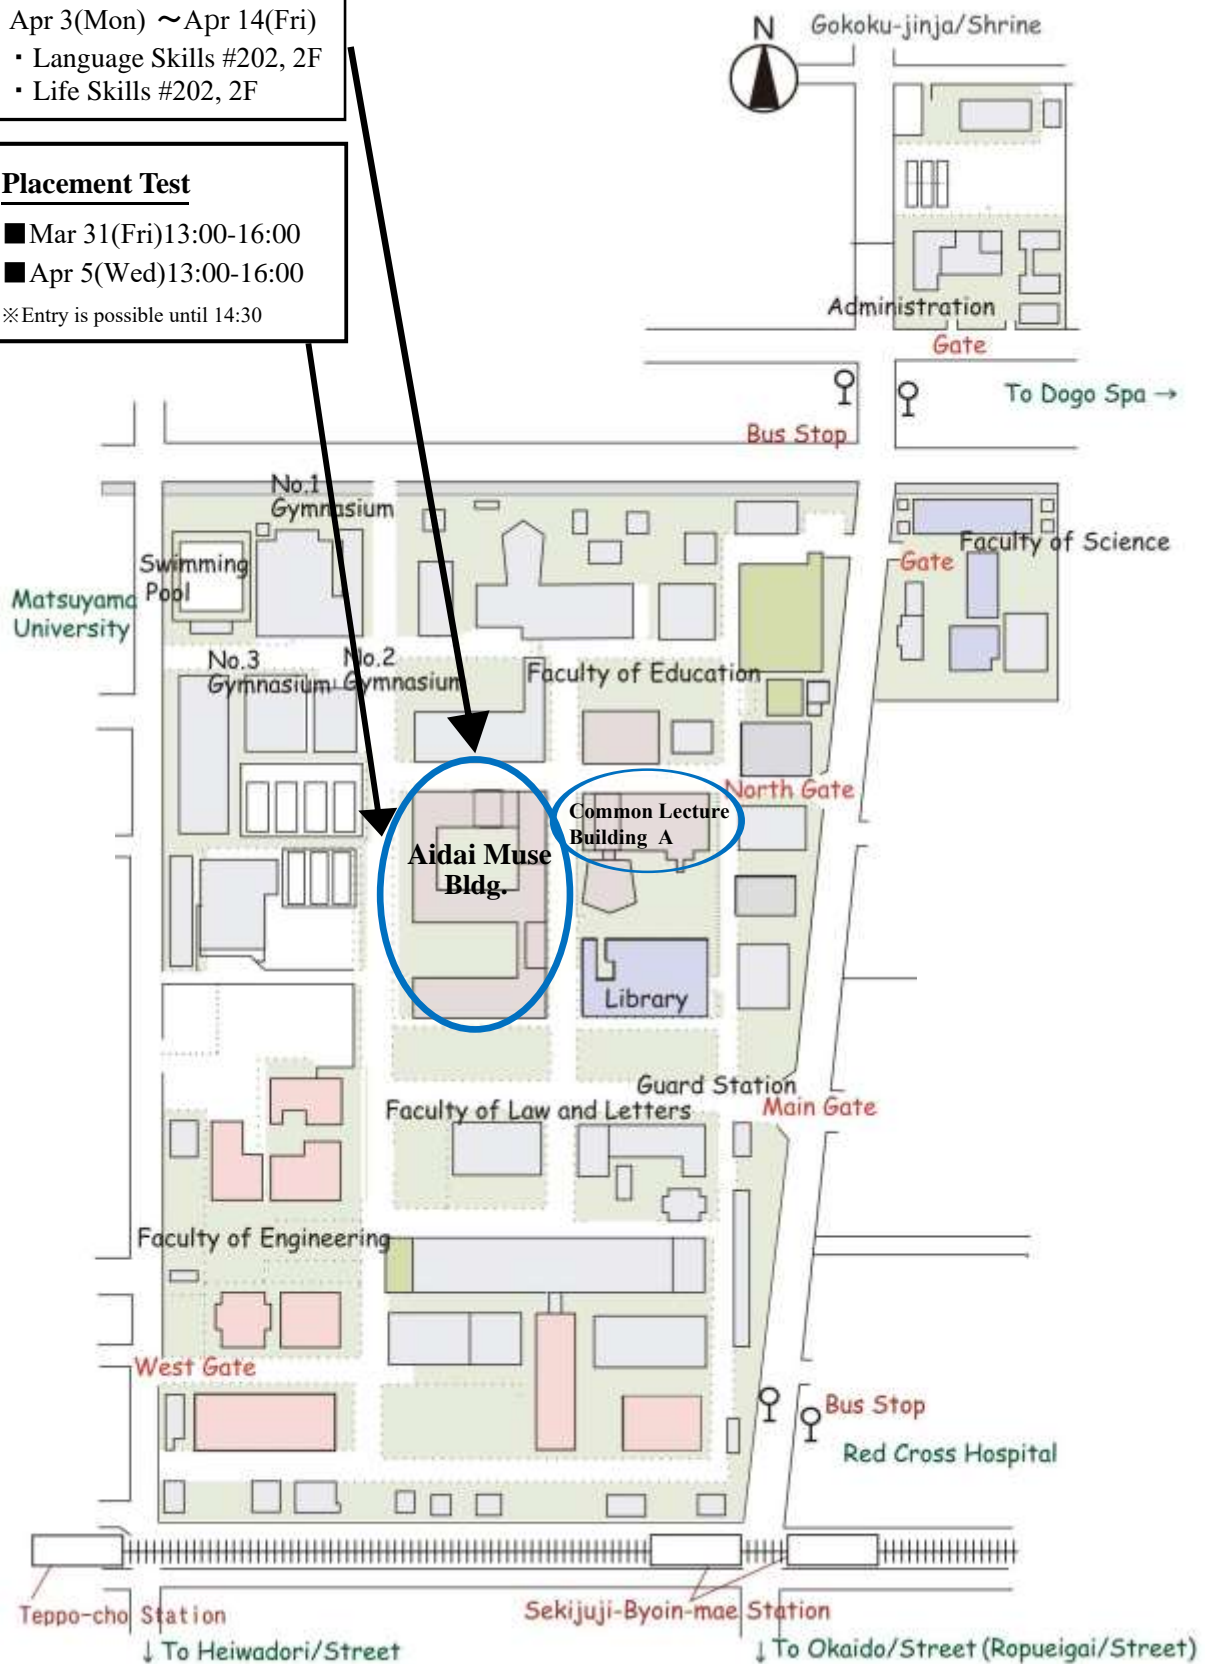 Apr 3(Mon) ～Apr 14(Fri)
・Language Skills #202, 2F
・Life Skills #202, 2F
Placement Test
■Mar 31(Fri)13:00-16:00
■Apr 5(Wed)13:00-16:00
※Entry is possible until 14:30
N
Gokoku-jinja/Shrine
Administration
Gate
To Dogo Spa →
Bus Stop
No.1
Gymnasium
Swimming
Pool
Faculty of Science
Gate
Matsuyama
University
No.3
Gymnasium
No.2
Gymnasium
Faculty of Education
North Gate
Common Lecture
Building A
Aidai Muse
Bldg.
Library
Guard Station
Main Gate
Faculty of Law and Letters
Faculty of Engineering
West Gate
Bus Stop
Red Cross Hospital
Teppo-cho Station
Sekijuji-Byoin-mae Station
↓To Heiwadori/Street
↓To Okaido/Street(Ropueigai/Street)